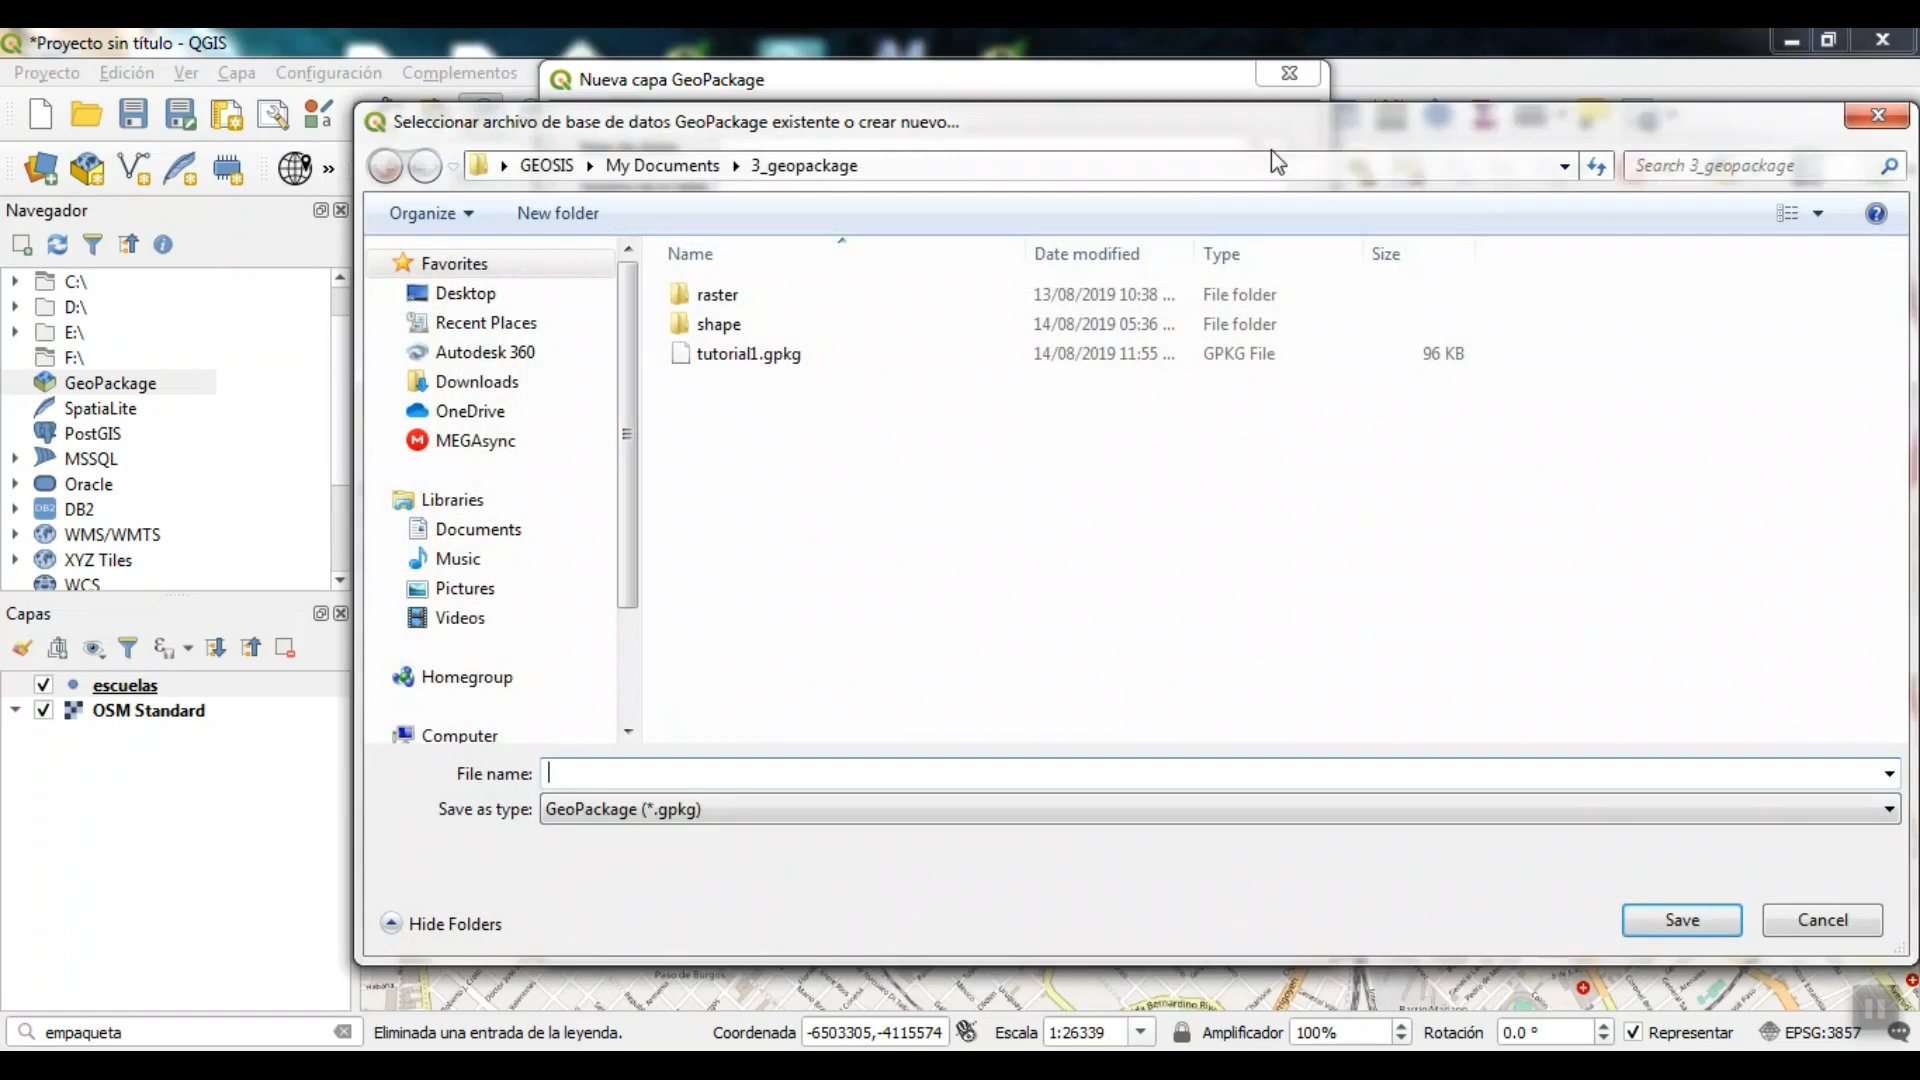 *Proyecto sin título - QGIS
Proyecto Edición Ver Capa Configuración Complementos
Nueva capa GeoPackage
Seleccionar archivo de base de datos GeoPackage existente o crear nuevo...
GEOSIS My Documents 3_geopackage
Search 3_geopackage
Organize New folder
Navegador
C:\
D:\
E:\
F:\
GeoPackage
SpatiaLite
PostGIS
MSSQL
Oracle
DB2
WMS/WMTS
XYZ Tiles
WCS
Favorites
Desktop
Recent Places
Autodesk 360
Downloads
OneDrive
MEGAsync
Libraries
Documents
Music
Pictures
Videos
Homegroup
Computer
Name Date modified Type Size
raster 13/08/2019 10:38 ... File folder
shape 14/08/2019 05:36 ... File folder
tutorial1.gpkg 14/08/2019 11:55 ... GPKG File 96 KB
File name:
Save as type: GeoPackage (*.gpkg)
Hide Folders
Save Cancel
Capas
escuelas
OSM Standard
Habana
Paso de Burgos
Bernardino Riv
empaqueta
Eliminada una entrada de la leyenda.
Coordenada -6503305,-4115574
Escala 1:26339
Amplificador 100%
Rotación 0.0 °
Representar
EPSG:3857